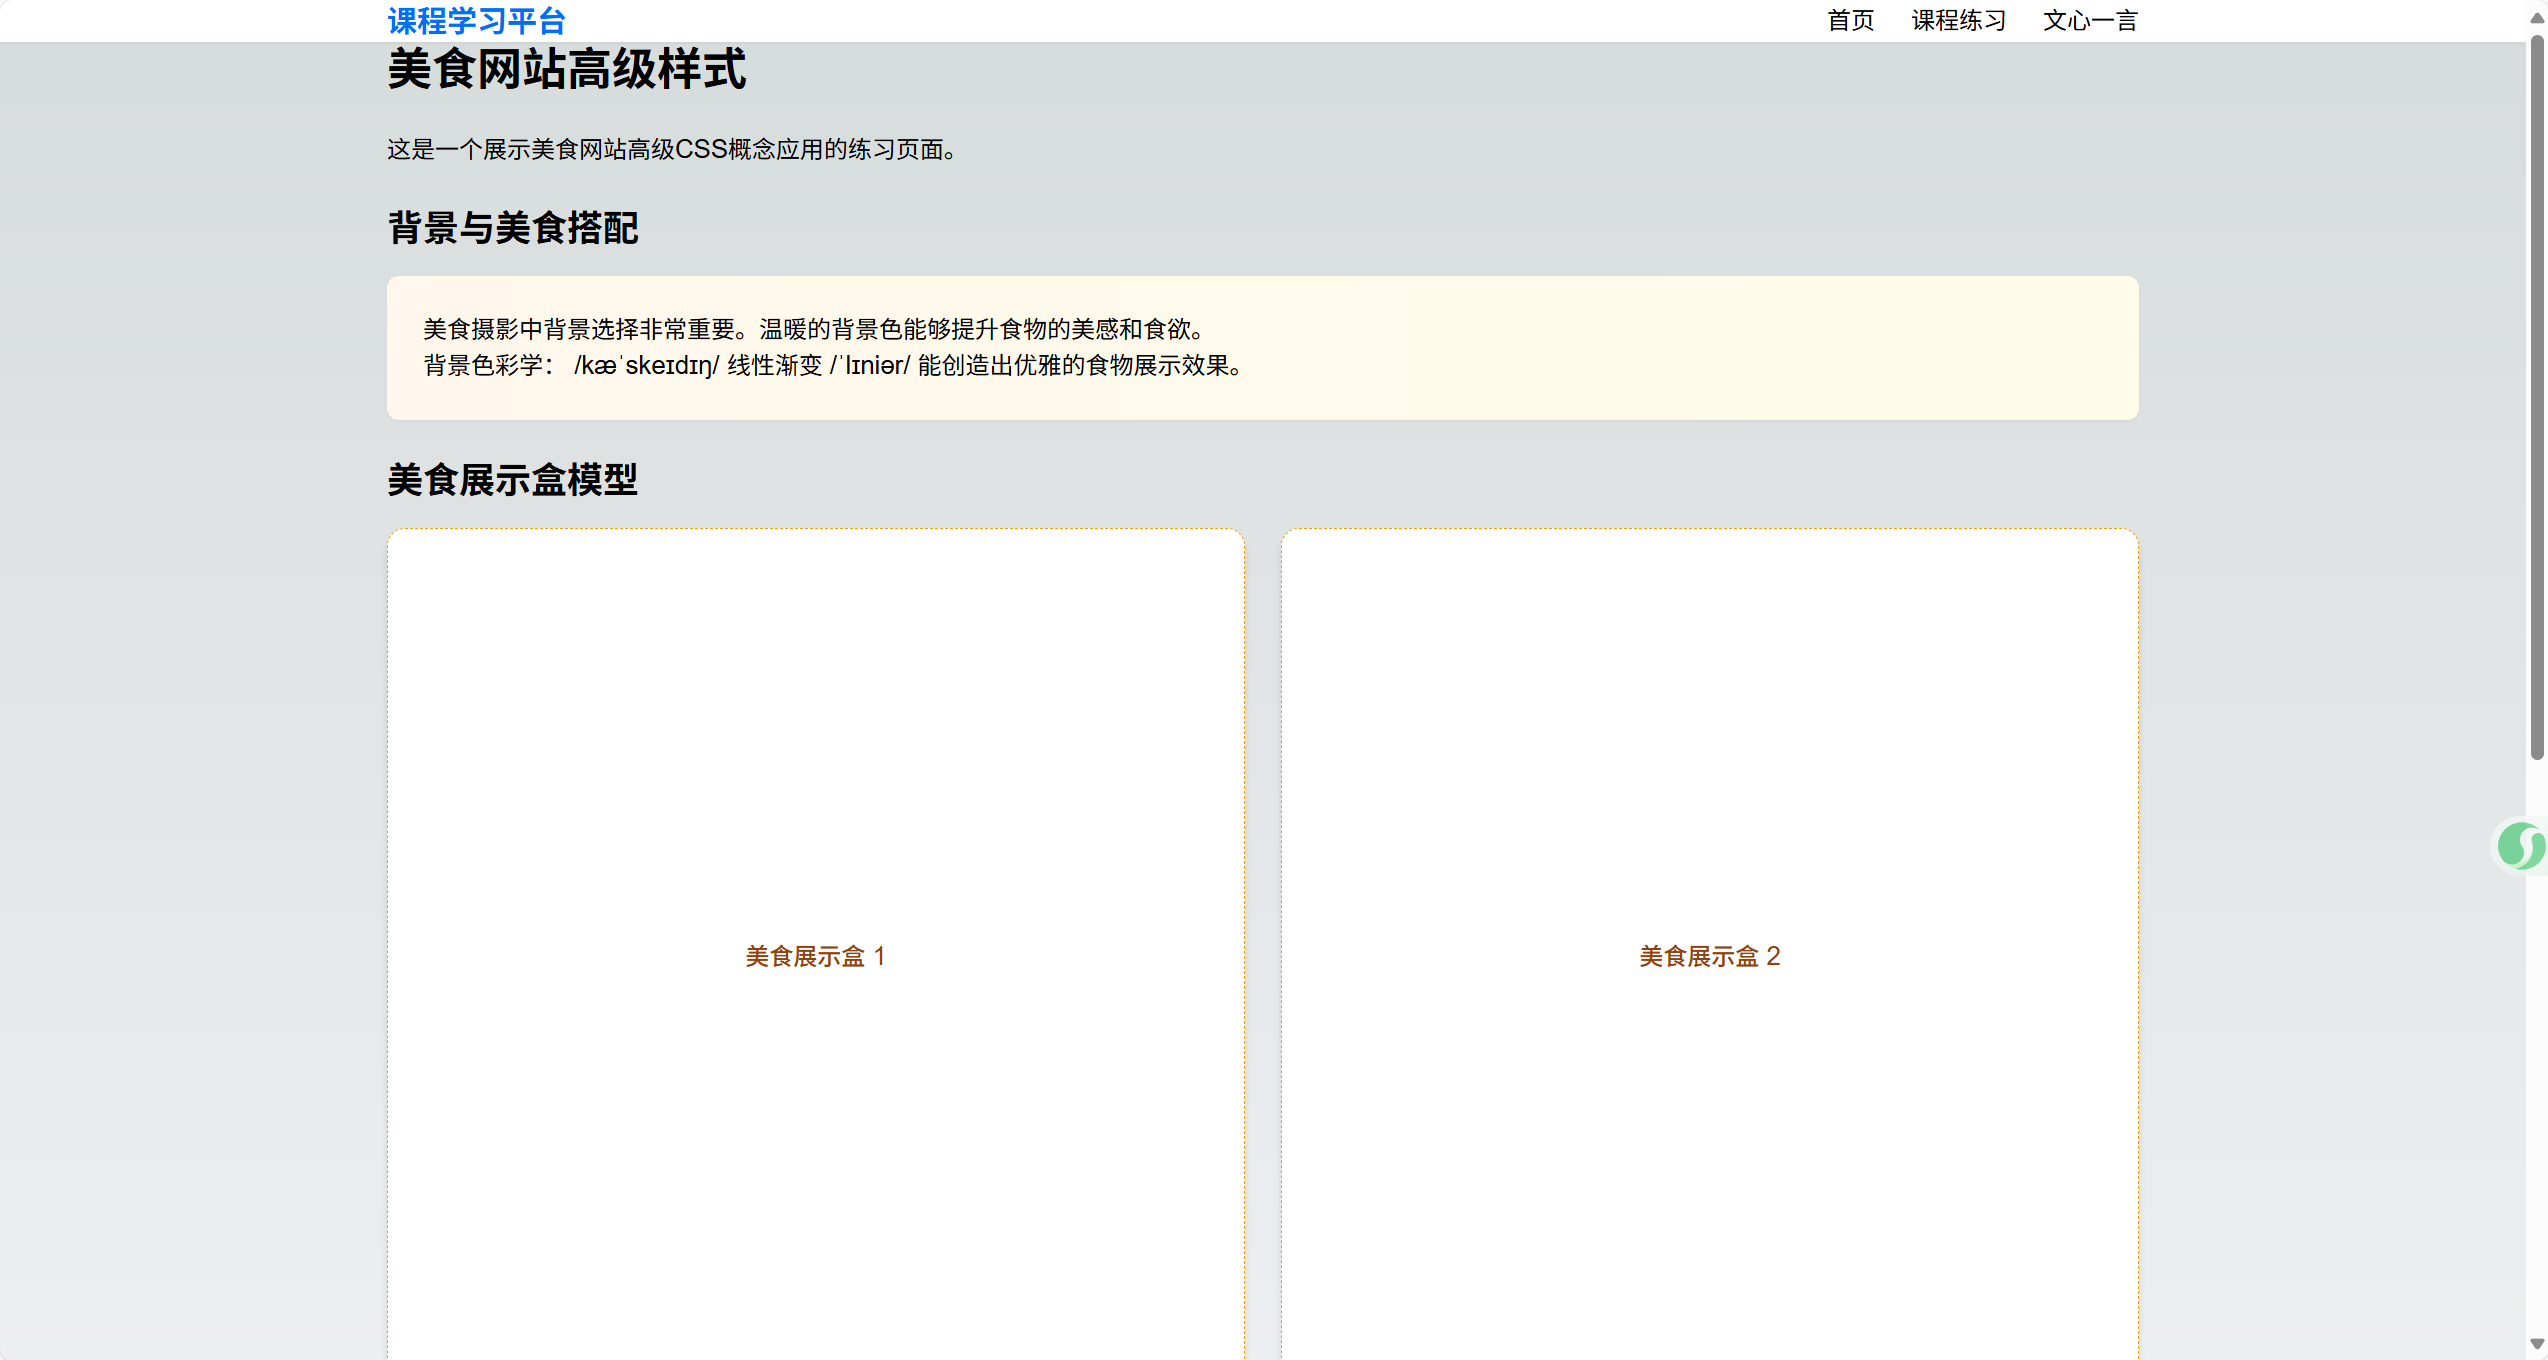 课程学习平台
首页 课程练习 文心一言
美食网站高级样式
这是一个展示美食网站高级CSS概念应用的练习页面。
背景与美食搭配
美食摄影中背景选择非常重要。温暖的背景色能够提升食物的美感和食欲。
背景色彩学： /kæˈskeɪdɪŋ/ 线性渐变 /ˈlɪniər/ 能创造出优雅的食物展示效果。
美食展示盒模型
美食展示盒 1
美食展示盒 2